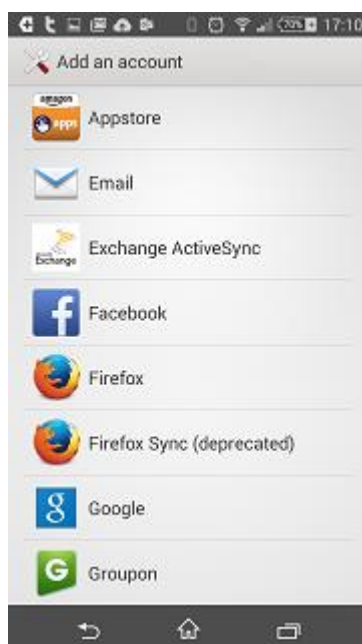 70% 17:10
Add an account
amazon
apps
Appstore
Email
Exchange
Exchange ActiveSync
Facebook
Firefox
Firefox Sync (deprecated)
Google
Groupon